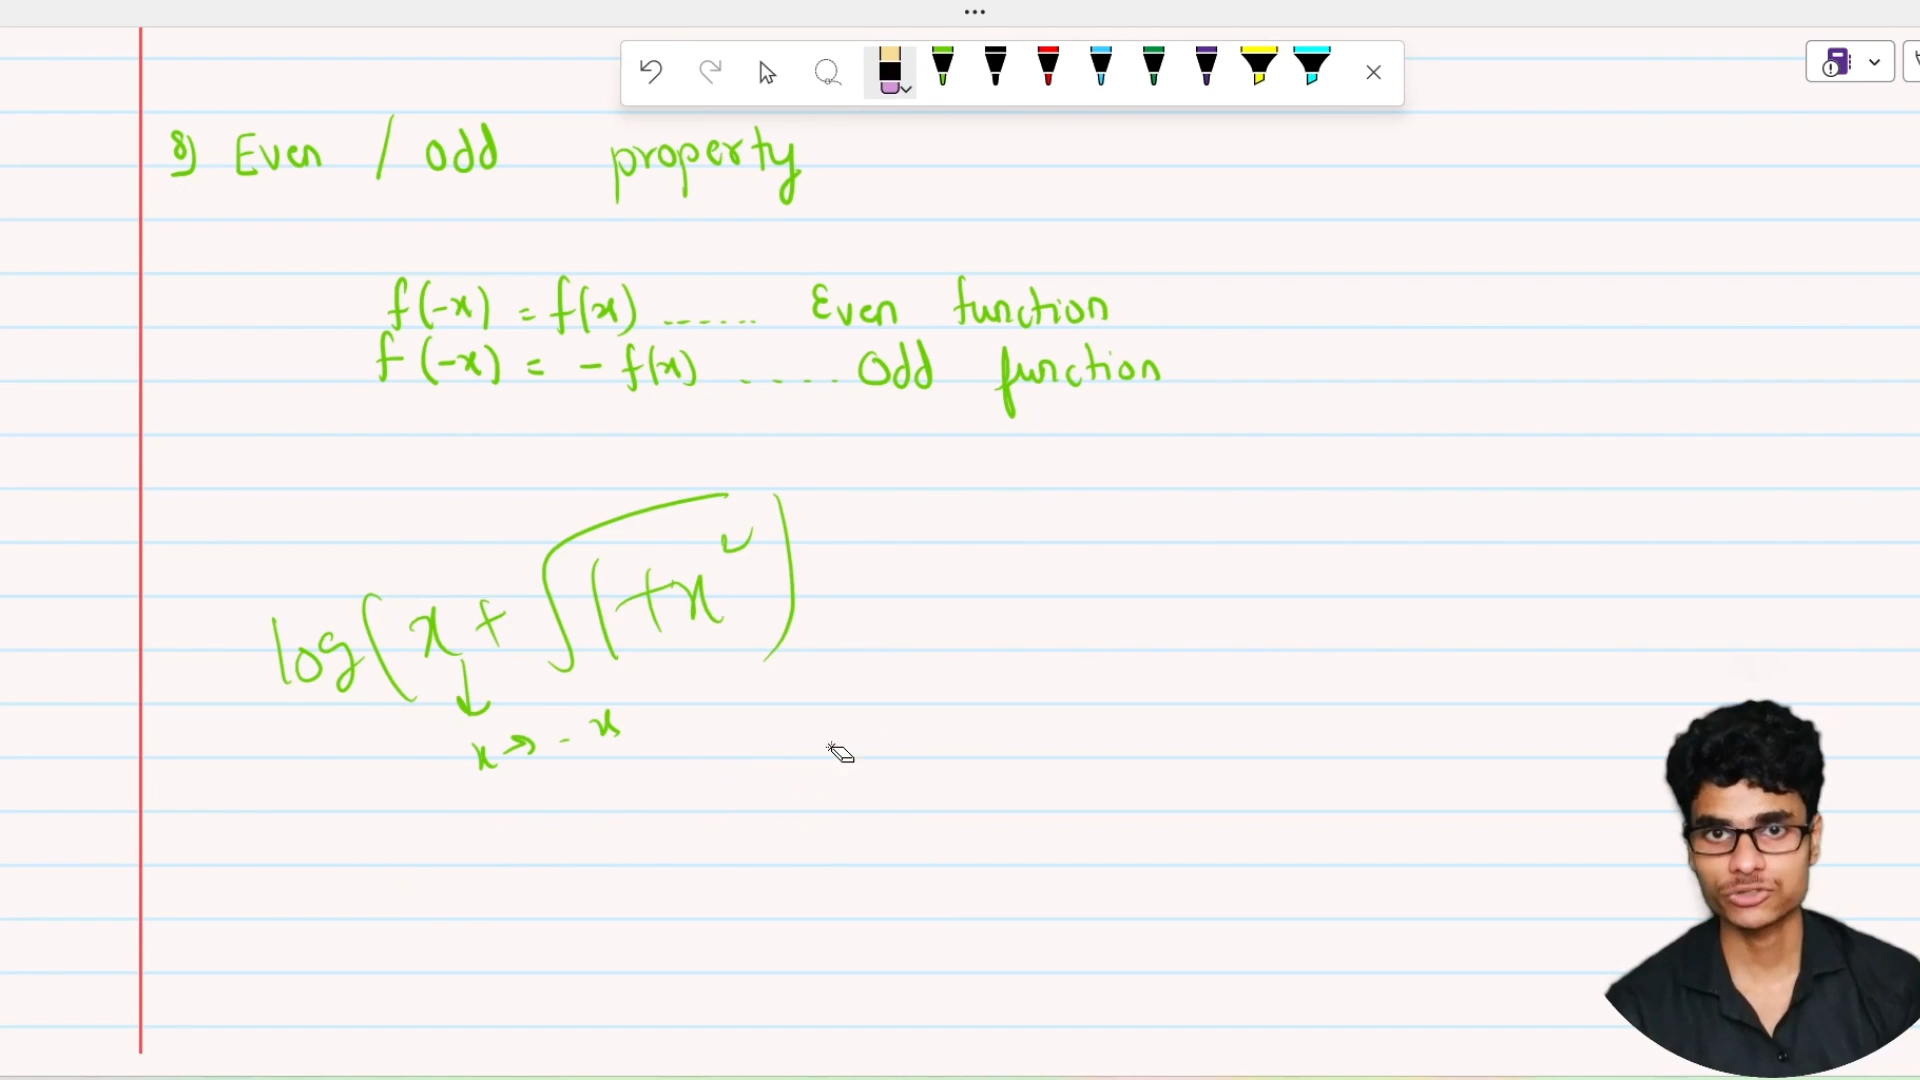 8) Even / odd property
f(-x) = f(x) ...... Even function
f(-x) = - f(x) ..... Odd function
log(x + √(1+x²))
x → - x